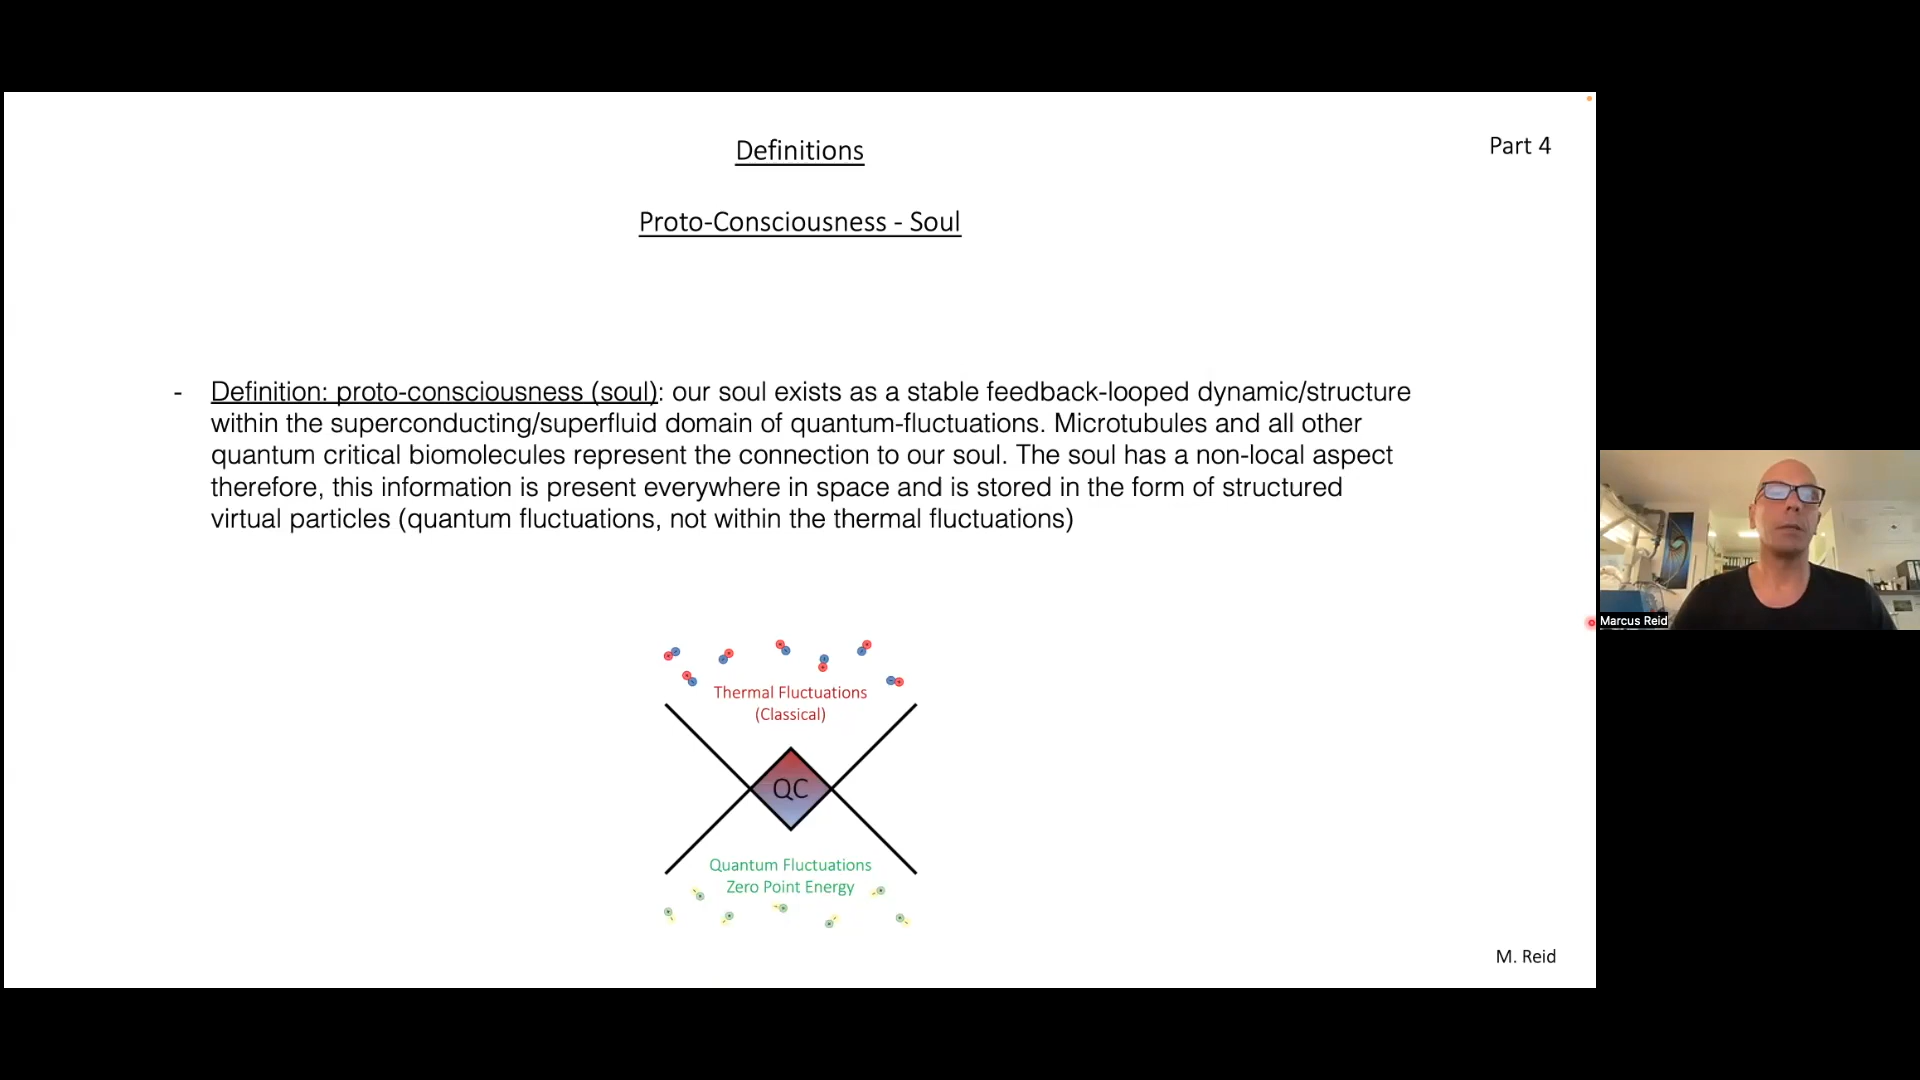 Definitions
Part 4
Proto-Consciousness - Soul
- Definition: proto-consciousness (soul): our soul exists as a stable feedback-looped dynamic/structure
within the superconducting/superfluid domain of quantum-fluctuations. Microtubules and all other
quantum critical biomolecules represent the connection to our soul. The soul has a non-local aspect
therefore, this information is present everywhere in space and is stored in the form of structured
virtual particles (quantum fluctuations, not within the thermal fluctuations)
Marcus Reid
Thermal Fluctuations
(Classical)
QC
Quantum Fluctuations
Zero Point Energy
M. Reid